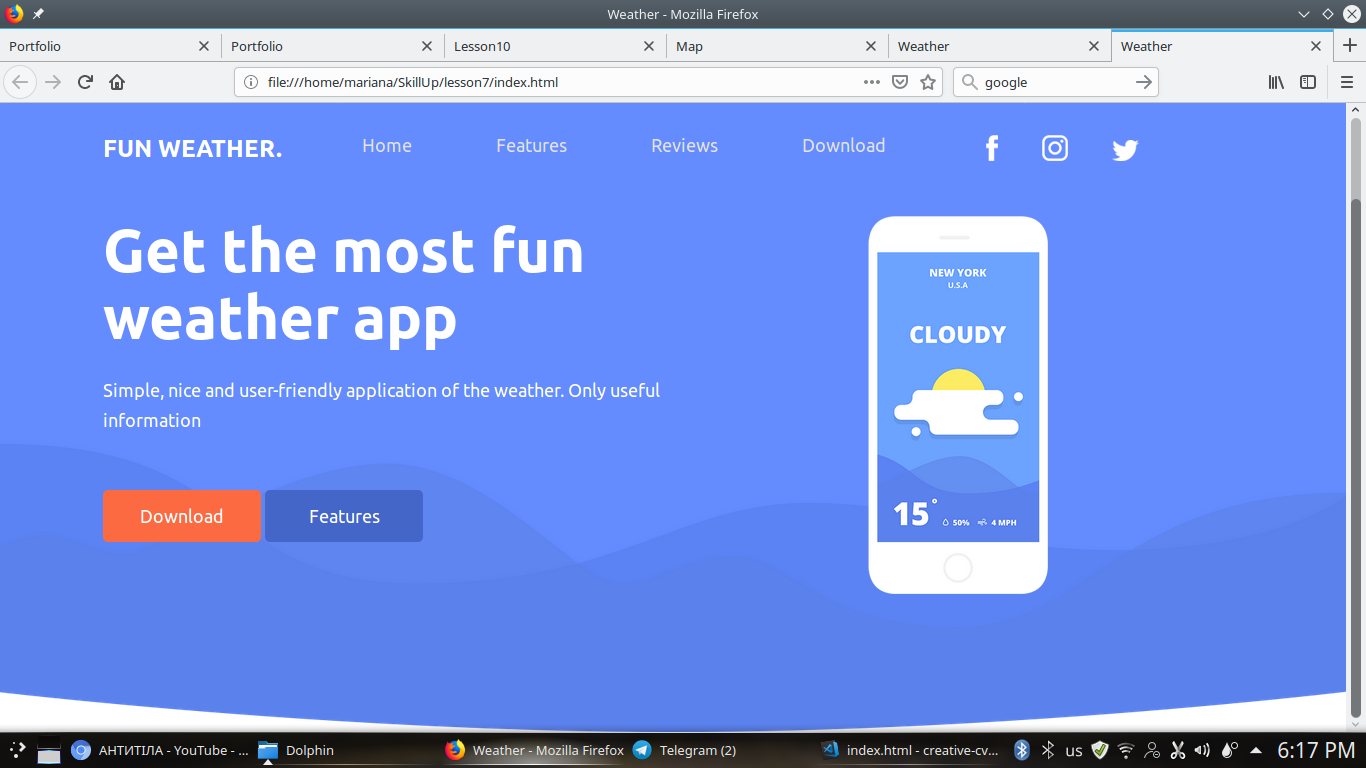 Weather - Mozilla Firefox
Portfolio
Portfolio
Lesson10
Map
Weather
Weather
file:///home/mariana/SkillUp/lesson7/index.html
google
FUN WEATHER.
Home
Features
Reviews
Download
Get the most fun
weather app
Simple, nice and user-friendly application of the weather. Only useful
information
Download
Features
NEW YORK
U.S.A
CLOUDY
15°
50%
4 MPH
АНТИТІЛА - YouTube - ...
Dolphin
Weather - Mozilla Firefox
Telegram (2)
index.html - creative-cv...
us
6:17 PM